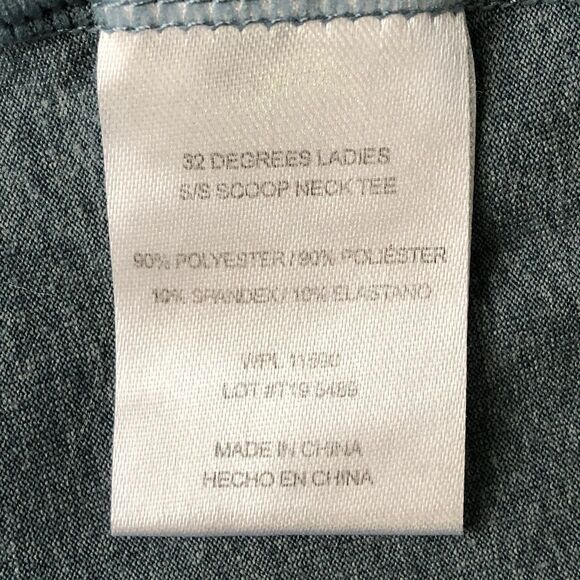 32 DEGREES LADIES
S/S SCOOP NECK TEE
90% POLYESTER / 90% POLIÉSTER
10% SPANDEX / 10% ELASTANO
WPL
LOT
MADE IN CHINA
HECHO EN CHINA